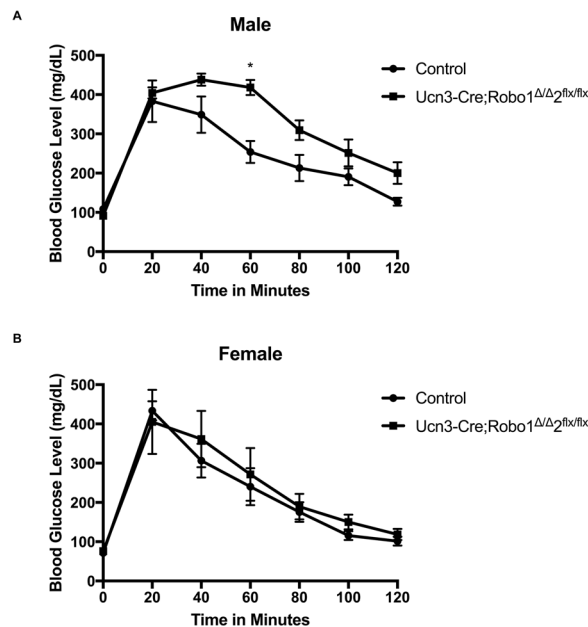 A
Male
*
Blood Glucose Level (mg/dL)
500
400
300
200
100
0
0 20 40 60 80 100 120
Time in Minutes
Control
Ucn3-Cre;Robo1Δ/Δ2flx/flx
B
Female
Blood Glucose Level (mg/dL)
500
400
300
200
100
0
0 20 40 60 80 100 120
Time in Minutes
Control
Ucn3-Cre;Robo1Δ/Δ2flx/flx